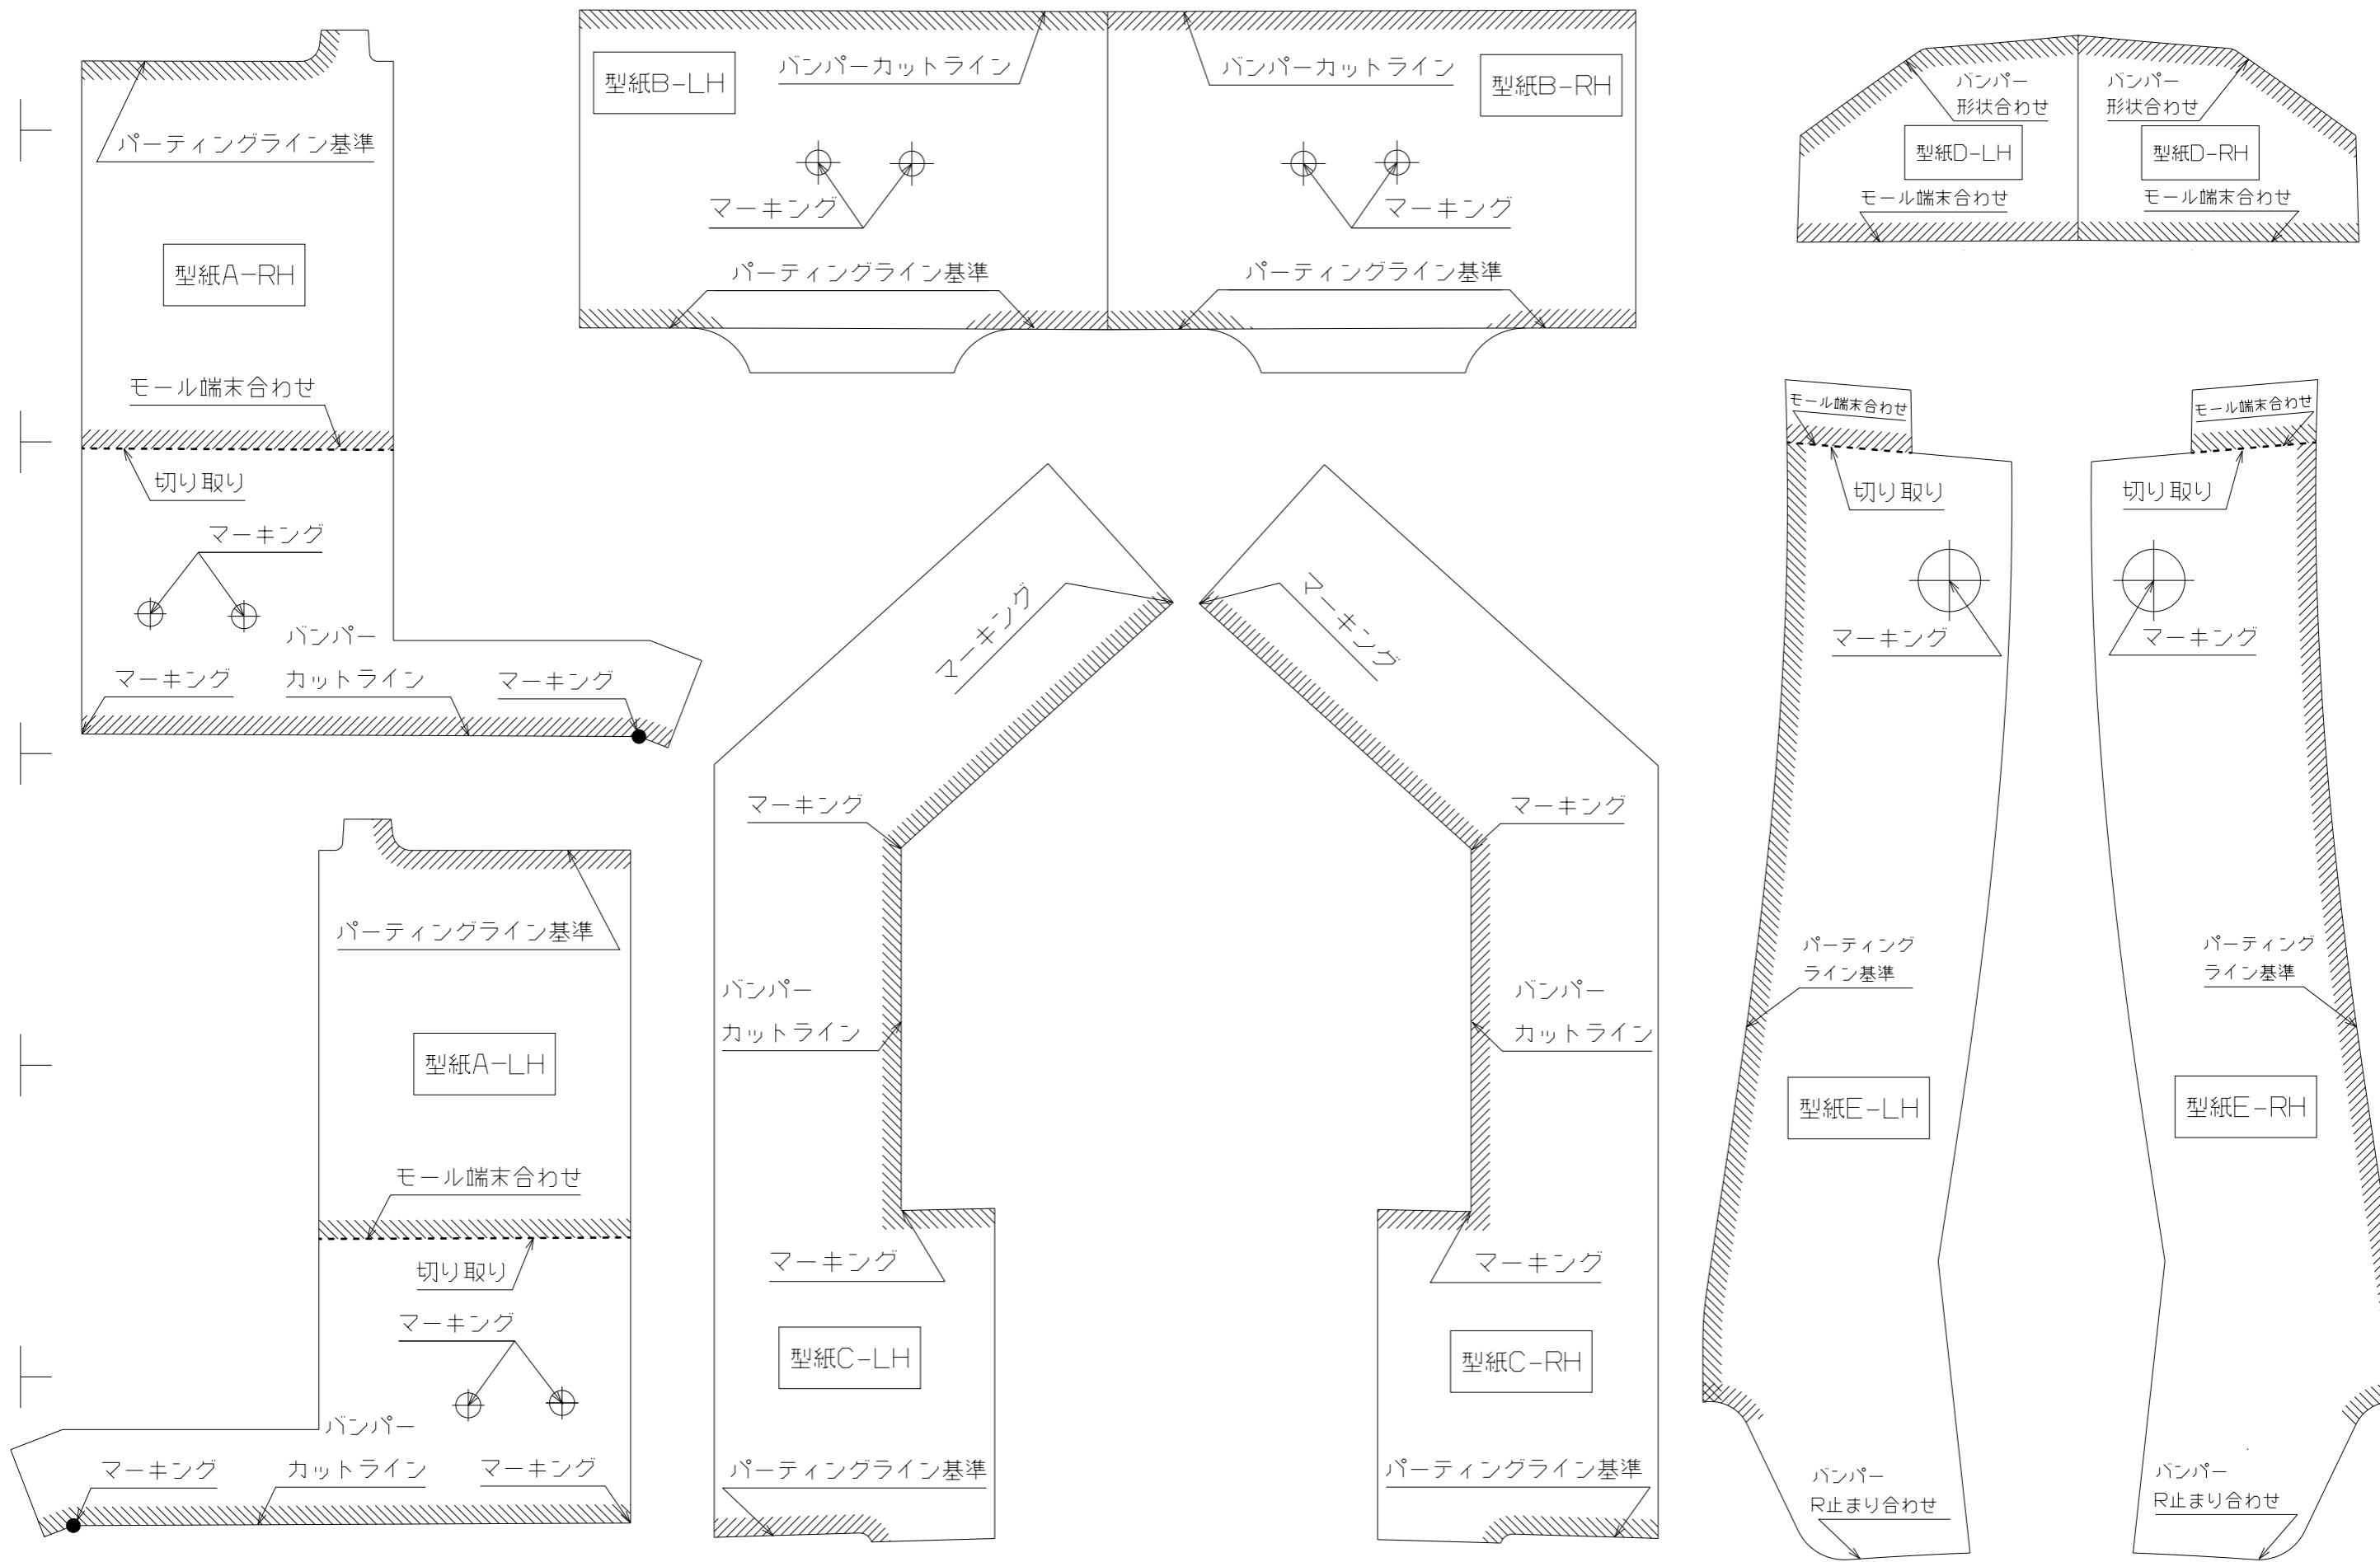 パーティングライン基準
型紙A-RH
モール端末合わせ
切り取り
マーキング
バンパー
カットライン
マーキング
マーキング
型紙B-LH
バンパーカットライン
マーキング
パーティングライン基準
バンパーカットライン
型紙B-RH
マーキング
パーティングライン基準
バンパー
形状合わせ
型紙D-LH
モール端末合わせ
バンパー
形状合わせ
型紙D-RH
モール端末合わせ
パーティングライン基準
型紙A-LH
モール端末合わせ
切り取り
マーキング
バンパー
カットライン
マーキング
マーキング
マーキング
マーキング
バンパー
カットライン
マーキング
型紙C-LH
パーティングライン基準
マーキング
マーキング
バンパー
カットライン
マーキング
型紙C-RH
パーティングライン基準
モール端末合わせ
切り取り
マーキング
パーティング
ライン基準
型紙E-LH
バンパー
R止まり合わせ
モール端末合わせ
切り取り
マーキング
パーティング
ライン基準
型紙E-RH
バンパー
R止まり合わせ